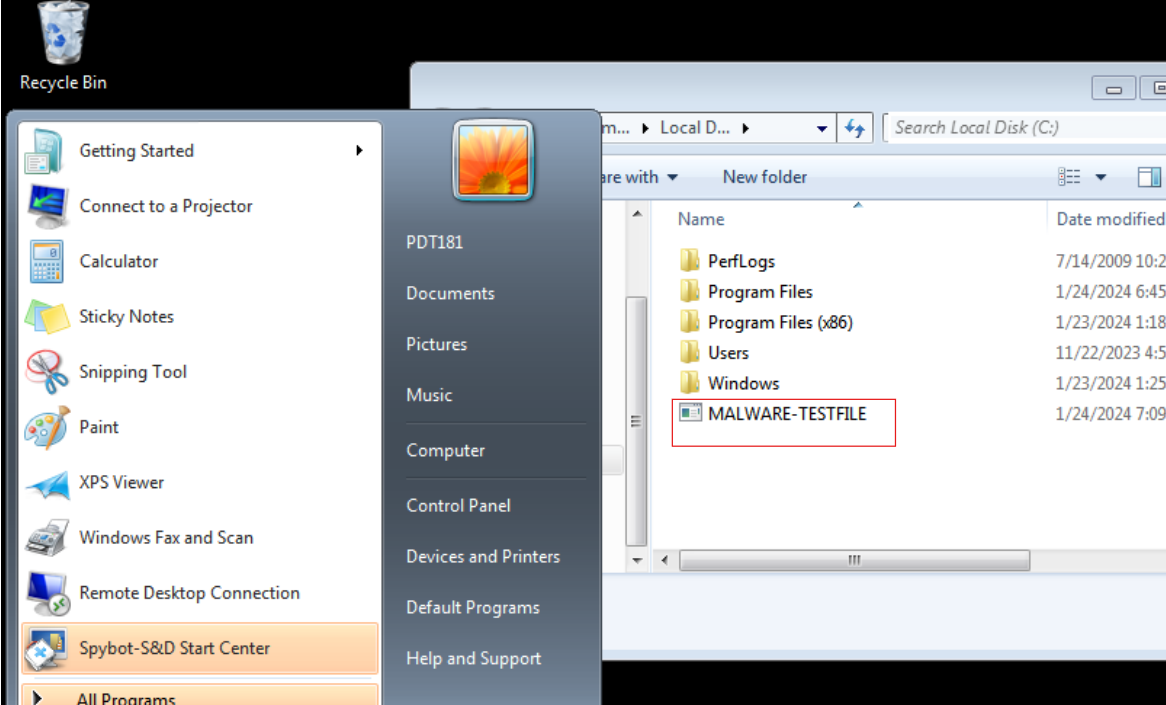 Recycle Bin
Getting Started
Connect to a Projector
Calculator
Sticky Notes
Snipping Tool
Paint
XPS Viewer
Windows Fax and Scan
Remote Desktop Connection
Spybot-S&D Start Center
All Programs
PDT181
Documents
Pictures
Music
Computer
Control Panel
Devices and Printers
Default Programs
Help and Support
m... Local D... Search Local Disk (C:)
are with New folder
Name Date modified
PerfLogs 7/14/2009 10:2
Program Files 1/24/2024 6:45
Program Files (x86) 1/23/2024 1:18
Users 11/22/2023 4:5
Windows 1/23/2024 1:25
MALWARE-TESTFILE 1/24/2024 7:09